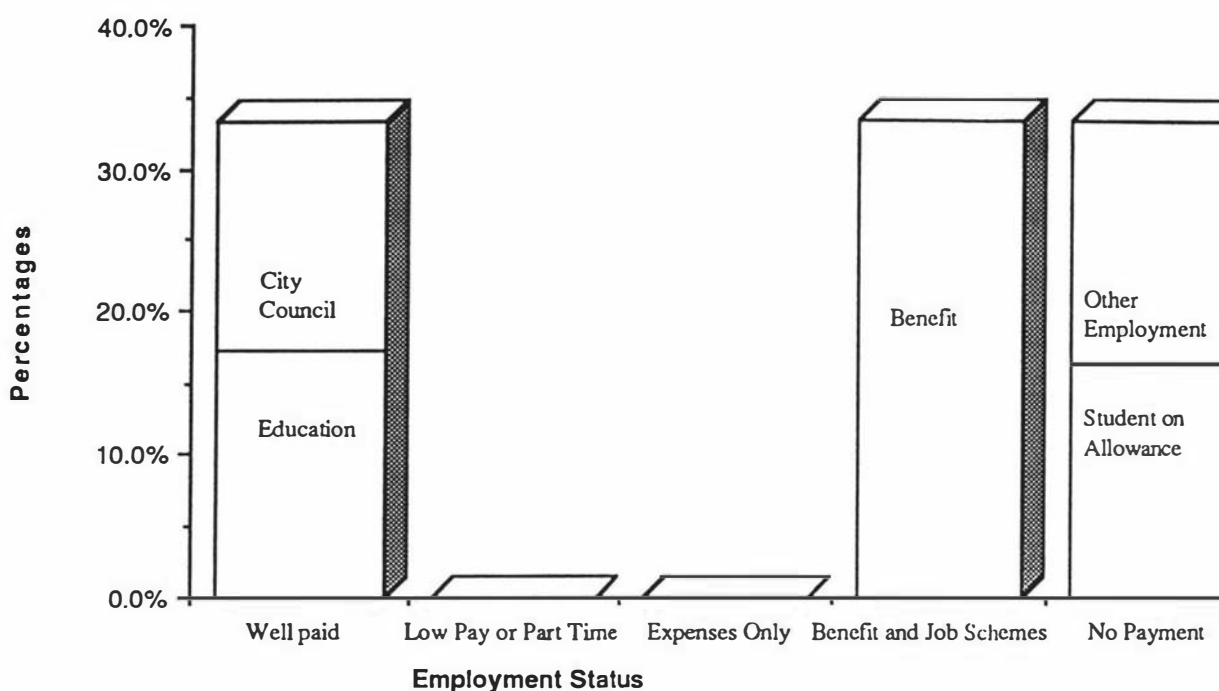 40.0%
30.0%
20.0%
10.0%
0.0%
Percentages
City
Council
Education
Benefit
Other
Employment
Student on
Allowance
Well paid
Low Pay or Part Time
Expenses Only
Benefit and Job Schemes
No Payment
Employment Status